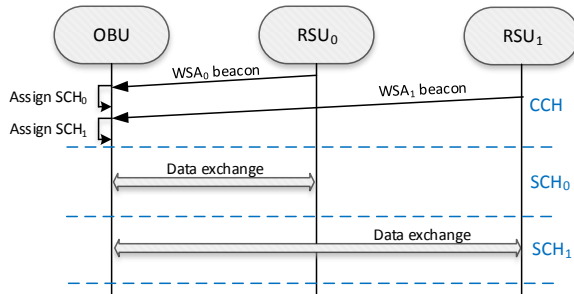 OBU
RSU₀
RSU₁
WSA₀ beacon
Assign SCH₀
WSA₁ beacon
CCH
Assign SCH₁
Data exchange
SCH₀
Data exchange
SCH₁